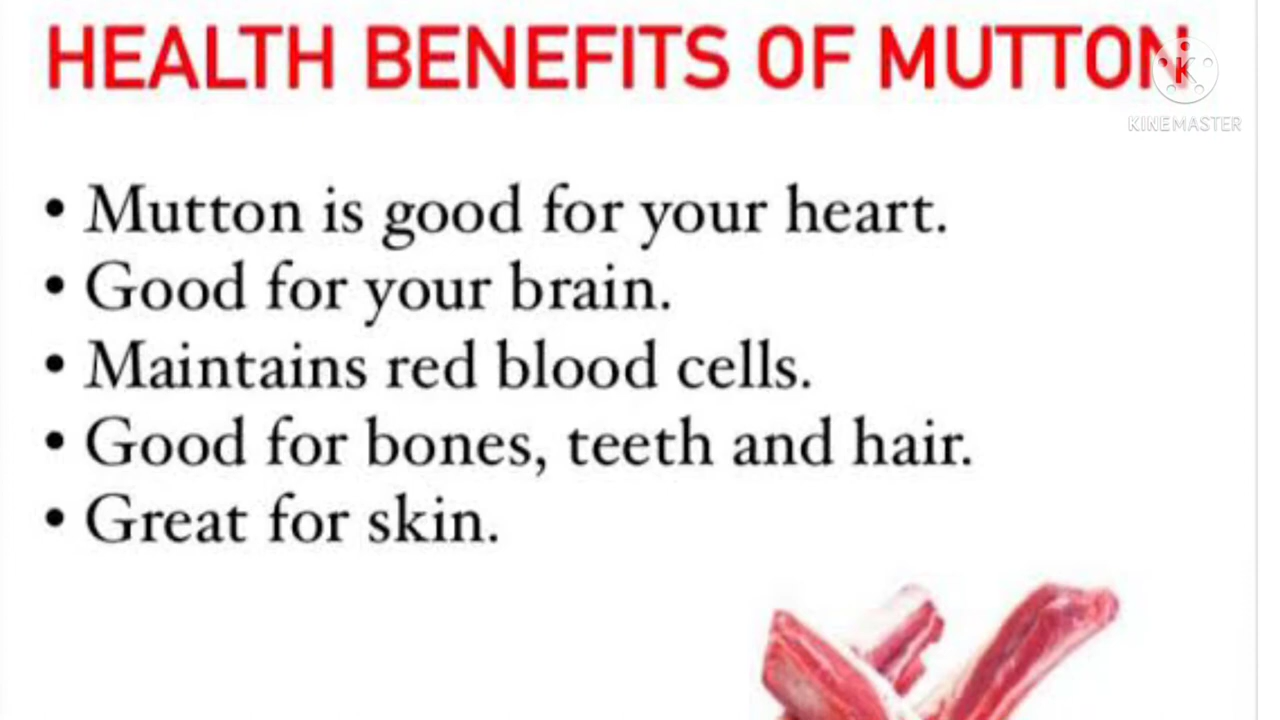 HEALTH BENEFITS OF MUTTON
K
KINEMASTER
• Mutton is good for your heart.
• Good for your brain.
• Maintains red blood cells.
• Good for bones, teeth and hair.
• Great for skin.